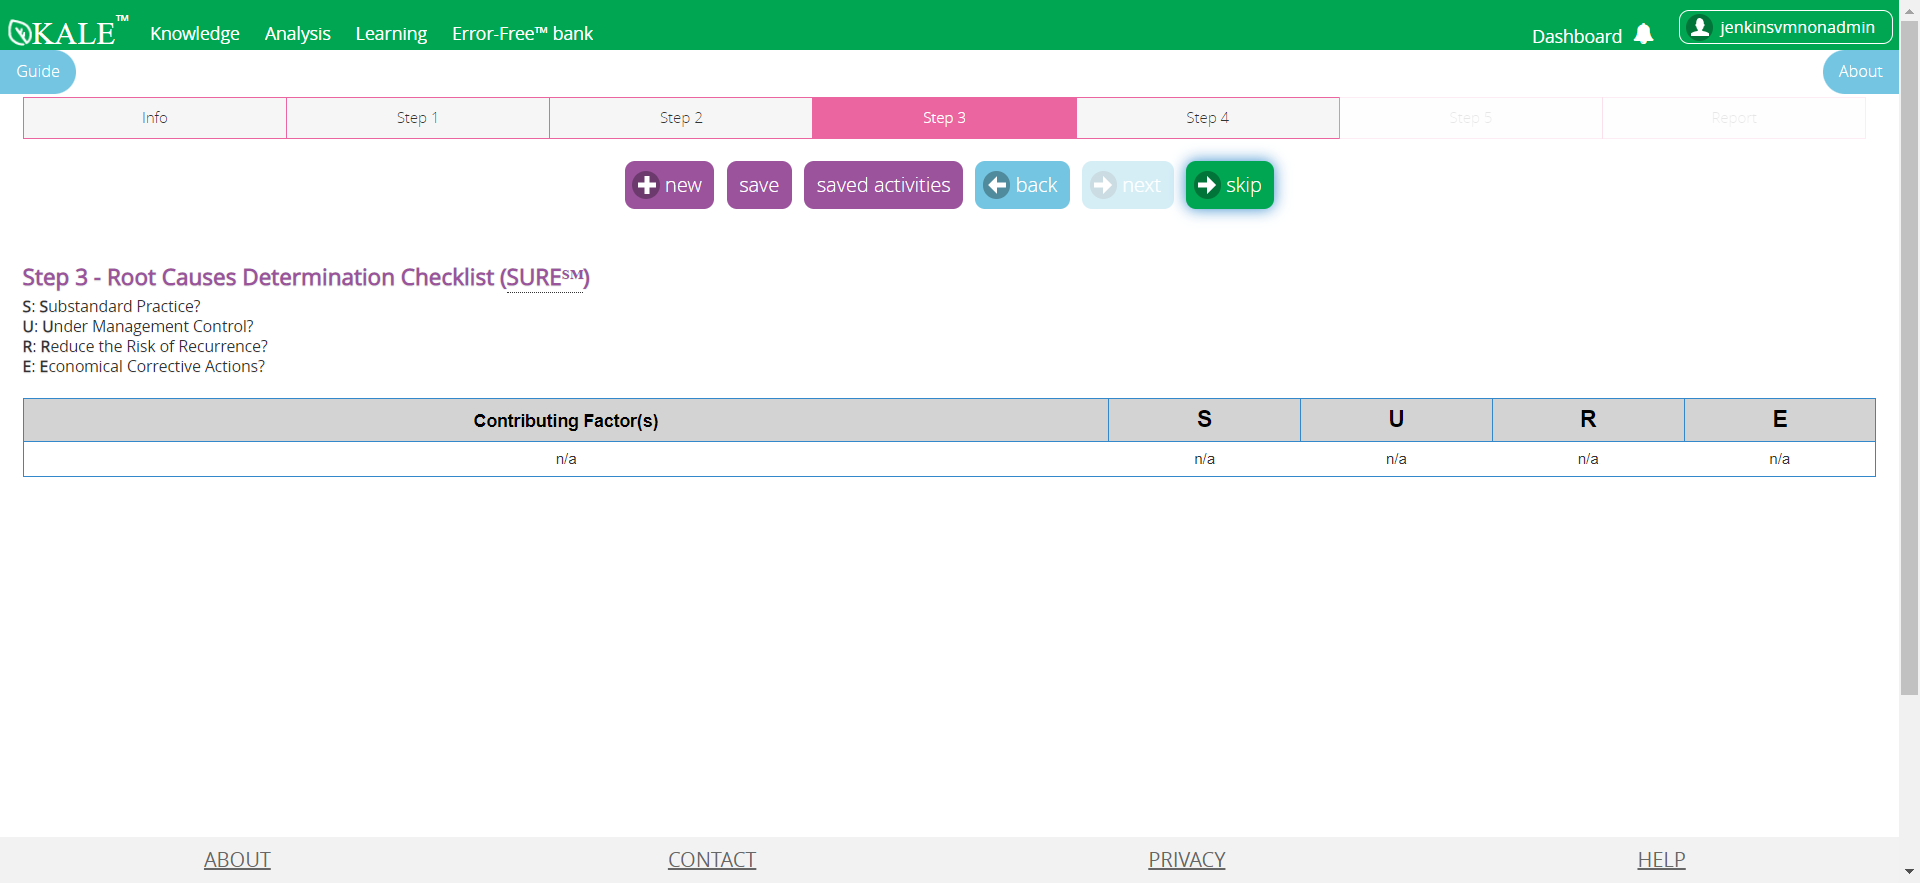 KALE™ Knowledge Analysis Learning Error-Free™ bank Dashboard jenkinsvmnonadmin
Guide About
Info Step 1 Step 2 Step 3 Step 4 Step 5 Report
new save saved activities back next skip
Step 3 - Root Causes Determination Checklist (SURE℠)
S: Substandard Practice?
U: Under Management Control?
R: Reduce the Risk of Recurrence?
E: Economical Corrective Actions?
Contributing Factor(s) S U R E
n/a n/a n/a n/a n/a
ABOUT CONTACT PRIVACY HELP